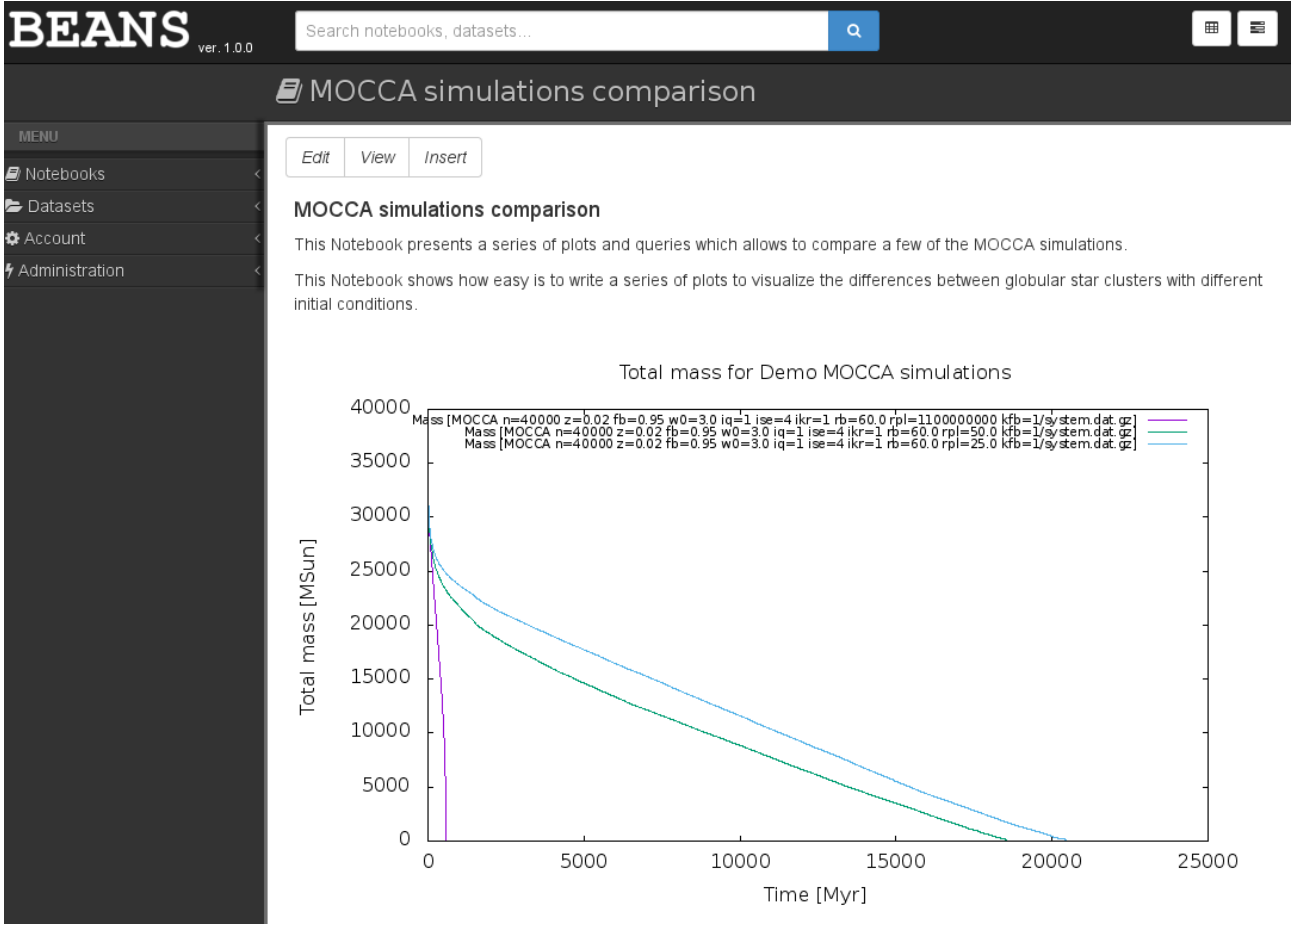 BEANS ver. 1.0.0
Search notebooks, datasets...
MOCCA simulations comparison
MENU
Notebooks
Datasets
Account
Administration
Edit View Insert
MOCCA simulations comparison
This Notebook presents a series of plots and queries which allows to compare a few of the MOCCA simulations.
This Notebook shows how easy is to write a series of plots to visualize the differences between globular star clusters with different
initial conditions.
Total mass for Demo MOCCA simulations
Mass [MOCCA n=40000 z=0.02 fb=0.95 w0=3.0 iq=1 ise=4 ikr=1 rb=60.0 rpl=1100000000 kfb=1/system.dat.gz]
Mass [MOCCA n=40000 z=0.02 fb=0.95 w0=3.0 iq=1 ise=4 ikr=1 rb=60.0 rpl=50.0 kfb=1/system.dat.gz]
Mass [MOCCA n=40000 z=0.02 fb=0.95 w0=3.0 iq=1 ise=4 ikr=1 rb=60.0 rpl=25.0 kfb=1/system.dat.gz]
40000
35000
30000
25000
20000
15000
10000
5000
0
Total mass [MSun]
0 5000 10000 15000 20000 25000
Time [Myr]